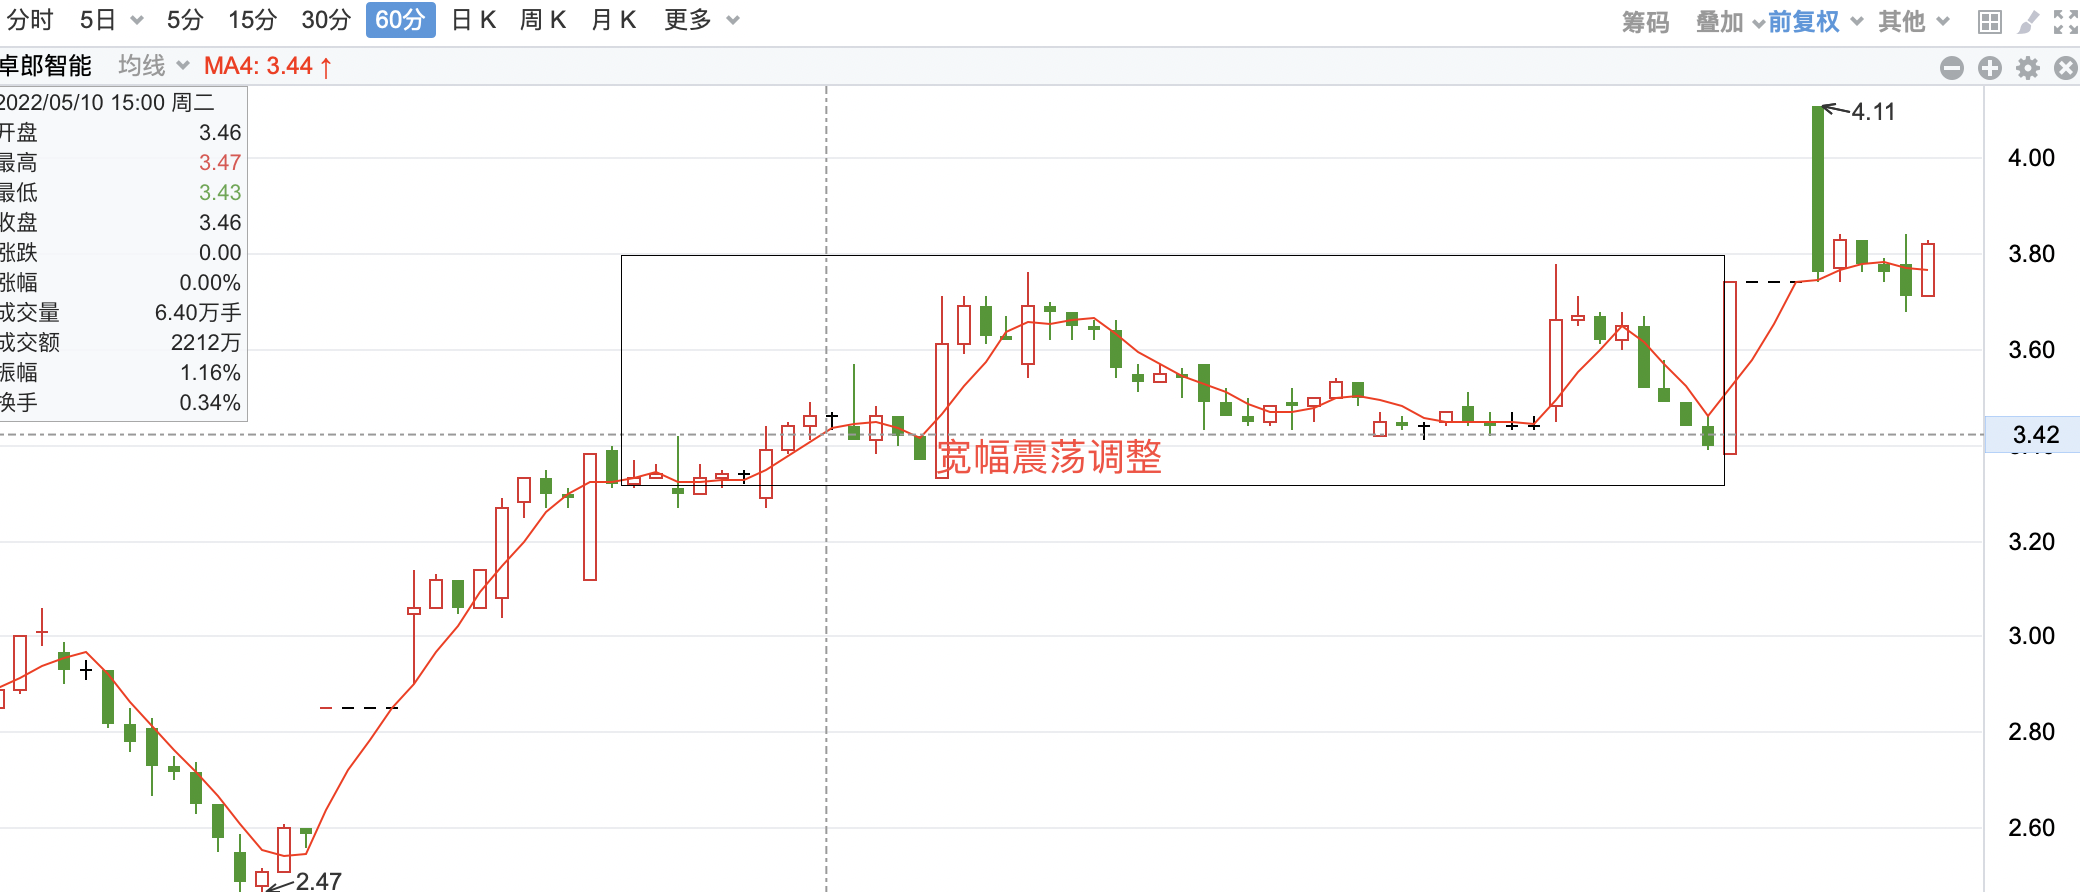 分时 5日 5分 15分 30分 60分 日K 周K 月K 更多 筹码 叠加 前复权 其他
卓郎智能 均线 MA4: 3.44 ↑
2022/05/10 15:00 周二
开盘 3.46
最高 3.47
最低 3.43
收盘 3.46
涨跌 0.00
涨幅 0.00%
成交量 6.40万手
成交额 2212万
振幅 1.16%
换手 0.34%
4.11
4.00
3.80
3.60
3.42
宽幅震荡调整
3.20
3.00
2.80
2.60
2.47